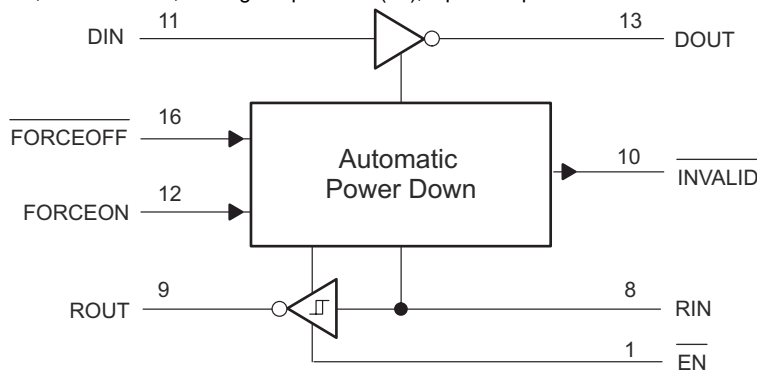 DIN
11
13
DOUT
FORCEOFF
16
Automatic
Power Down
10
INVALID
FORCEON
12
ROUT
9
8
RIN
1
EN